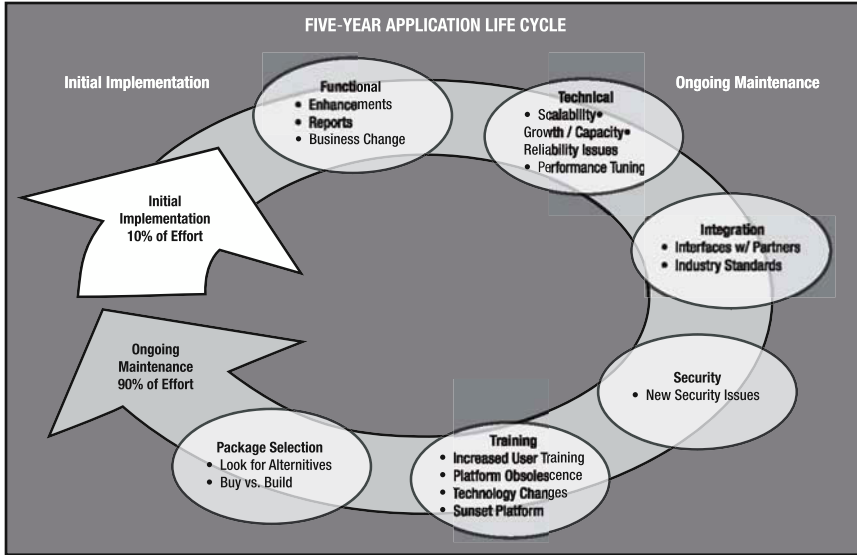 FIVE-YEAR APPLICATION LIFE CYCLE
Initial Implementation
Ongoing Maintenance
Functional
• Enhancements
• Reports
• Business Change
Technical
• Scalability•
Growth / Capacity•
Reliability Issues
• Performance Tuning
Initial
Implementation
10% of Effort
Integration
• Interfaces w/ Partners
• Industry Standards
Ongoing
Maintenance
90% of Effort
Security
• New Security Issues
Training
• Increased User Training
• Platform Obsolescence
• Technology Changes
• Sunset Platform
Package Selection
• Look for Alternitives
• Buy vs. Build